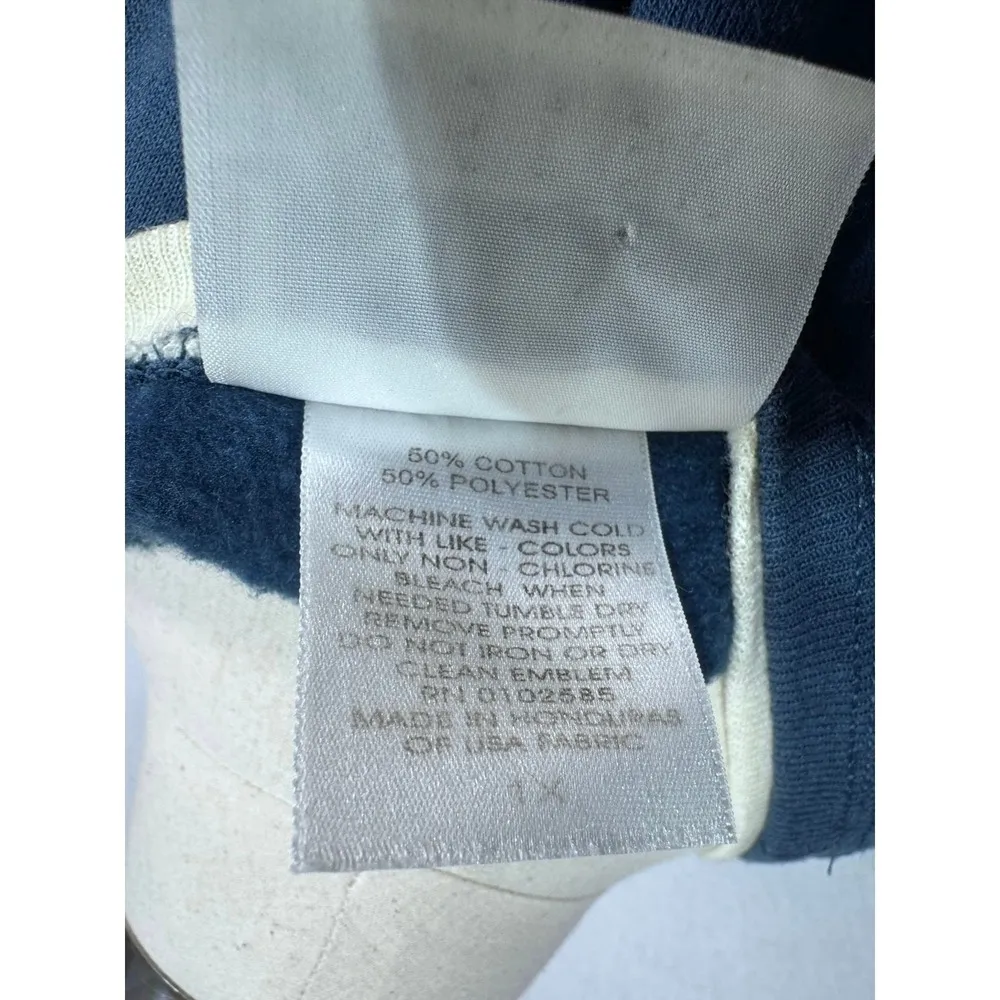 50% COTTON
50% POLYESTER
MACHINE WASH COLD
WITH LIKE - COLORS
ONLY NON - CHLORINE
BLEACH WHEN
NEEDED TUMBLE DRY
REMOVE PROMPTLY
DO NOT IRON OR DRY
CLEAN EMBLEM
RN 0102585
MADE IN HONDURAS
OF USA FABRIC
1X